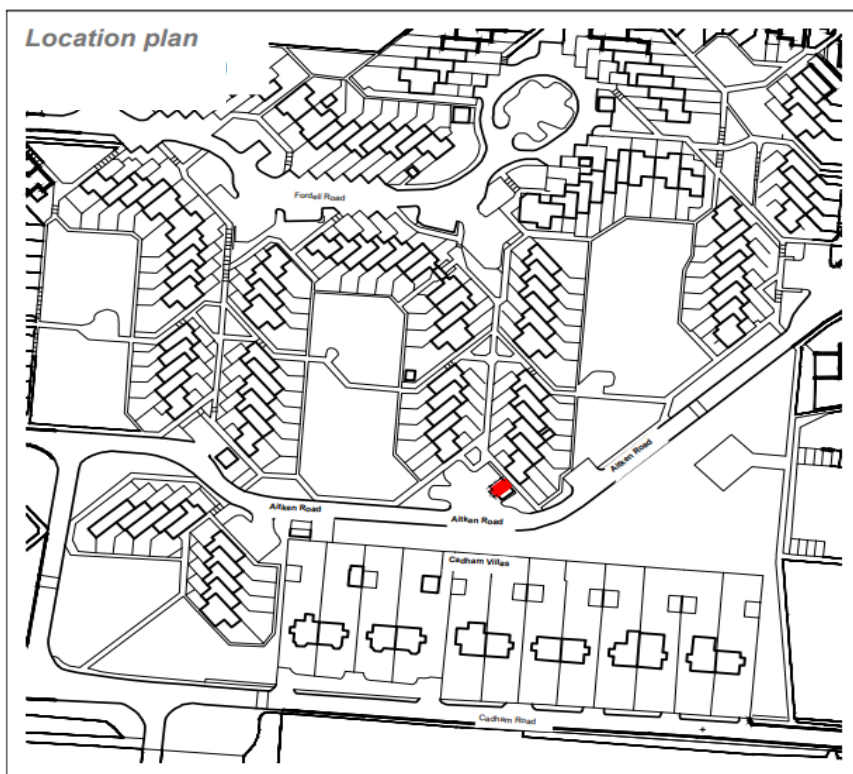 Location plan
Fordell Road
Aitken Road
Aitken Road
Aitken Road
Cadham Villas
Cadham Road